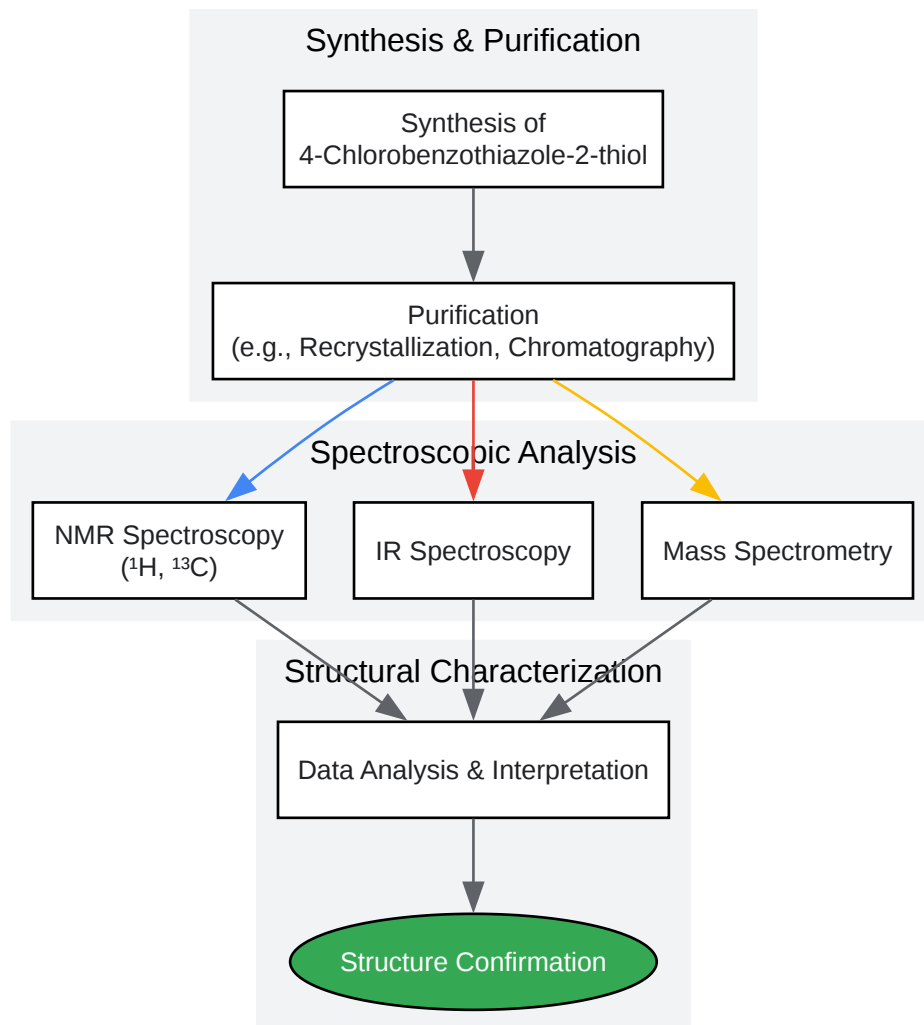 Synthesis & Purification
Synthesis of
4-Chlorobenzothiazole-2-thiol
Purification
(e.g., Recrystallization, Chromatography)
Spectroscopic Analysis
NMR Spectroscopy
(¹H, ¹³C)
IR Spectroscopy
Mass Spectrometry
Structural Characterization
Data Analysis & Interpretation
Structure Confirmation